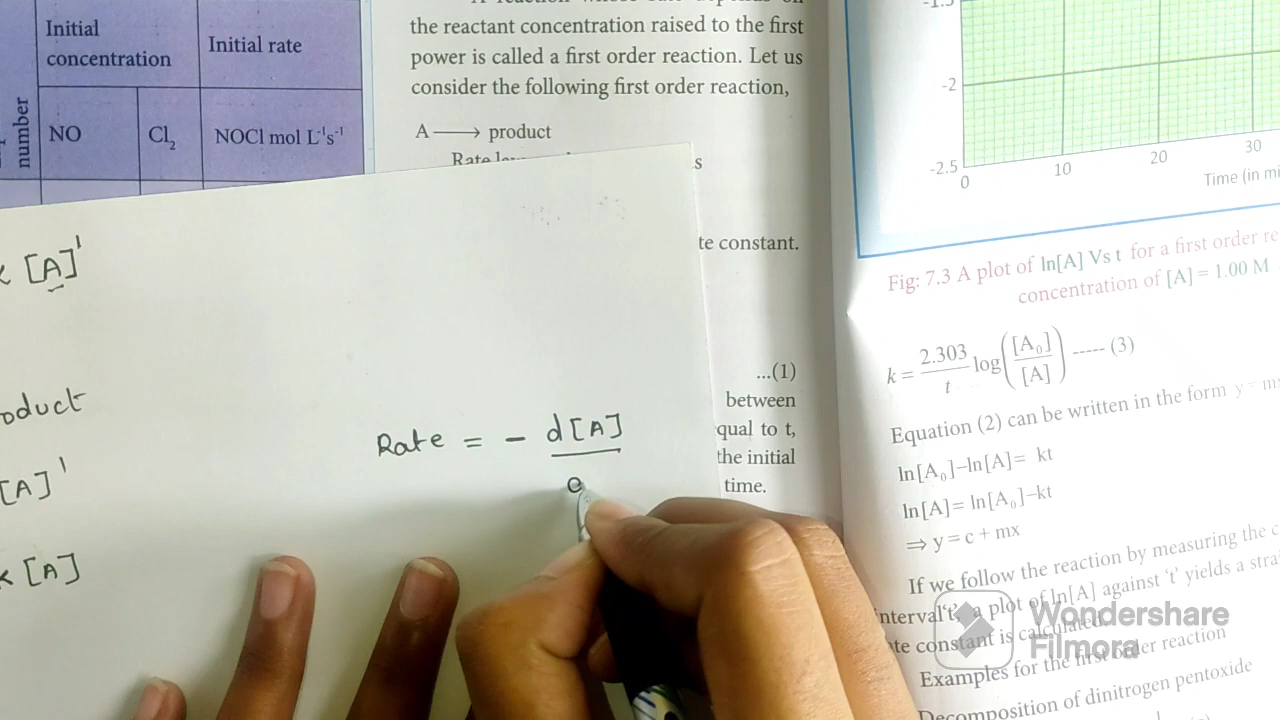 Initial concentration
Initial rate
number
NO
Cl₂
NOCl mol L⁻¹s⁻¹
the reactant concentration raised to the first
power is called a first order reaction. Let us
consider the following first order reaction,
A ⟶ product
Rate
s
te constant.
...(1)
between
qual to t,
the initial
time.
[A]¹
oduct
[A]¹
[A]
Rate = - d[A]
-1.5
-2
-2.5
0 10 20 30
Time (in mi
Fig: 7.3 A plot of ln[A] Vs t for a first order re
concentration of [A] = 1.00 M
k = 2.303/t log([A₀]/[A]) ----- (3)
Equation (2) can be written in the form y = m
ln[A₀]–ln[A]= kt
ln[A]= ln[A₀]–kt
⇒ y = c + mx
If we follow the reaction by measuring the c
interval 't', a plot of ln[A] against 't' yields a stra
te constant is calculated.
Examples for the first order reaction
Decomposition of dinitrogen pentoxide
Wondershare
Filmora